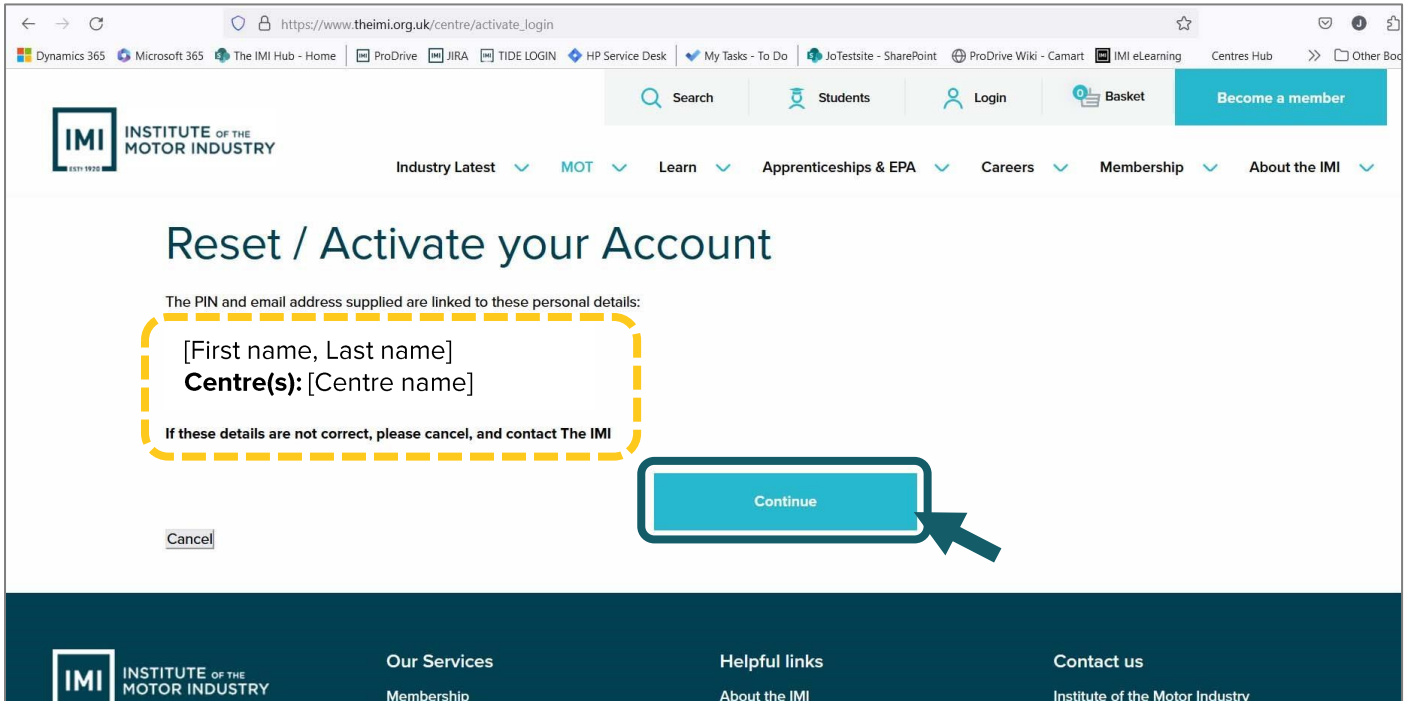 https://www.theimi.org.uk/centre/activate_login
J
Dynamics 365 Microsoft 365 The IMI Hub - Home ProDrive JIRA TIDE LOGIN HP Service Desk My Tasks - To Do JoTestsite - SharePoint ProDrive Wiki - Camart IMI eLearning Centres Hub Other Boo
Search Students Login 0 Basket Become a member
IMI INSTITUTE OF THE
MOTOR INDUSTRY
ESTD 1920
Industry Latest MOT Learn Apprenticeships & EPA Careers Membership About the IMI
Reset / Activate your Account
The PIN and email address supplied are linked to these personal details:
[First name, Last name]
Centre(s): [Centre name]
If these details are not correct, please cancel, and contact The IMI
Continue
Cancel
IMI INSTITUTE OF THE
MOTOR INDUSTRY
Our Services Helpful links Contact us
Membership About the IMI Institute of the Motor Industry